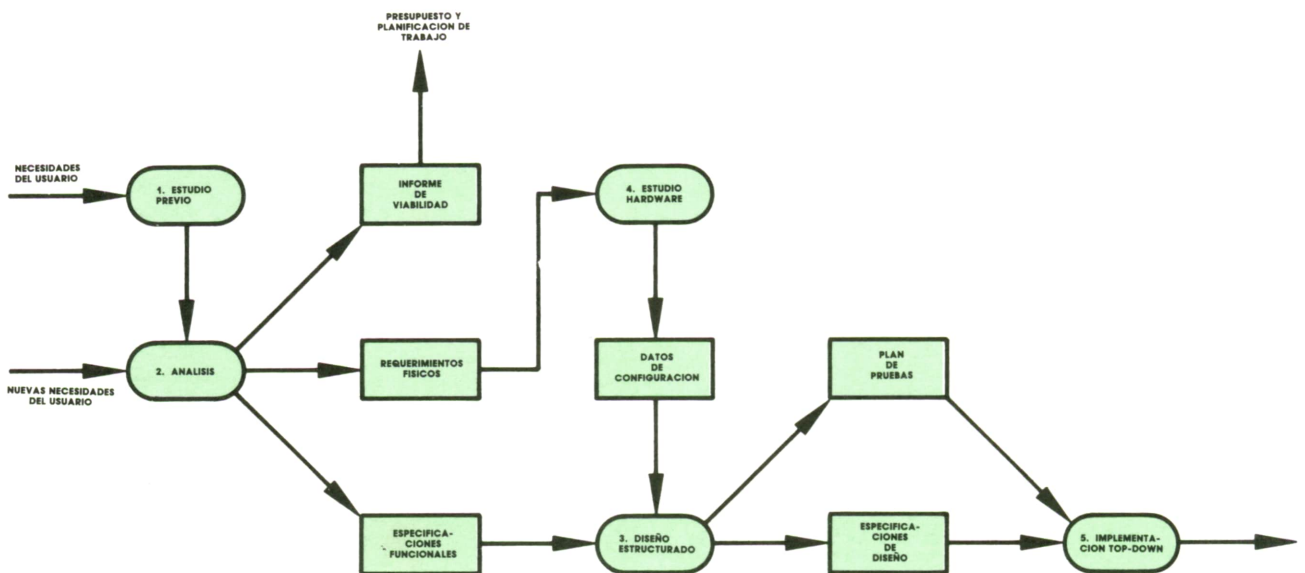 PRESUPUESTO Y
PLANIFICACION DE
TRABAJO
NECESIDADES
DEL USUARIO
1. ESTUDIO
PREVIO
INFORME
DE
VIABILIDAD
4. ESTUDIO
HARDWARE
NUEVAS NECESIDADES
DEL USUARIO
2. ANALISIS
REQUERIMIENTOS
FISICOS
DATOS
DE
CONFIGURACION
PLAN
DE
PRUEBAS
ESPECIFICA-
CIONES
FUNCIONALES
3. DISEÑO
ESTRUCTURADO
ESPECIFICA-
CIONES
DE
DISEÑO
5. IMPLEMENTA-
CION TOP-DOWN